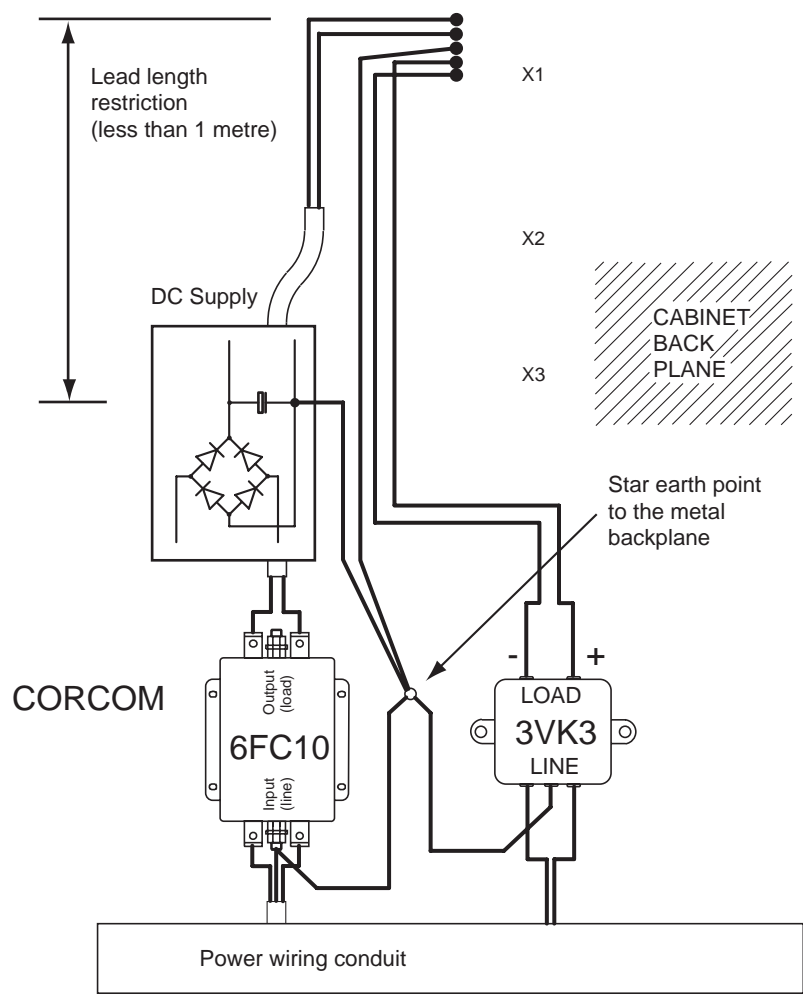 Lead length
restriction
(less than 1 metre)
X1
X2
DC Supply
CABINET
BACK
PLANE
X3
Star earth point
to the metal
backplane
- +
CORCOM
Output
(load)
6FC10
Input
(line)
LOAD
3VK3
LINE
Power wiring conduit